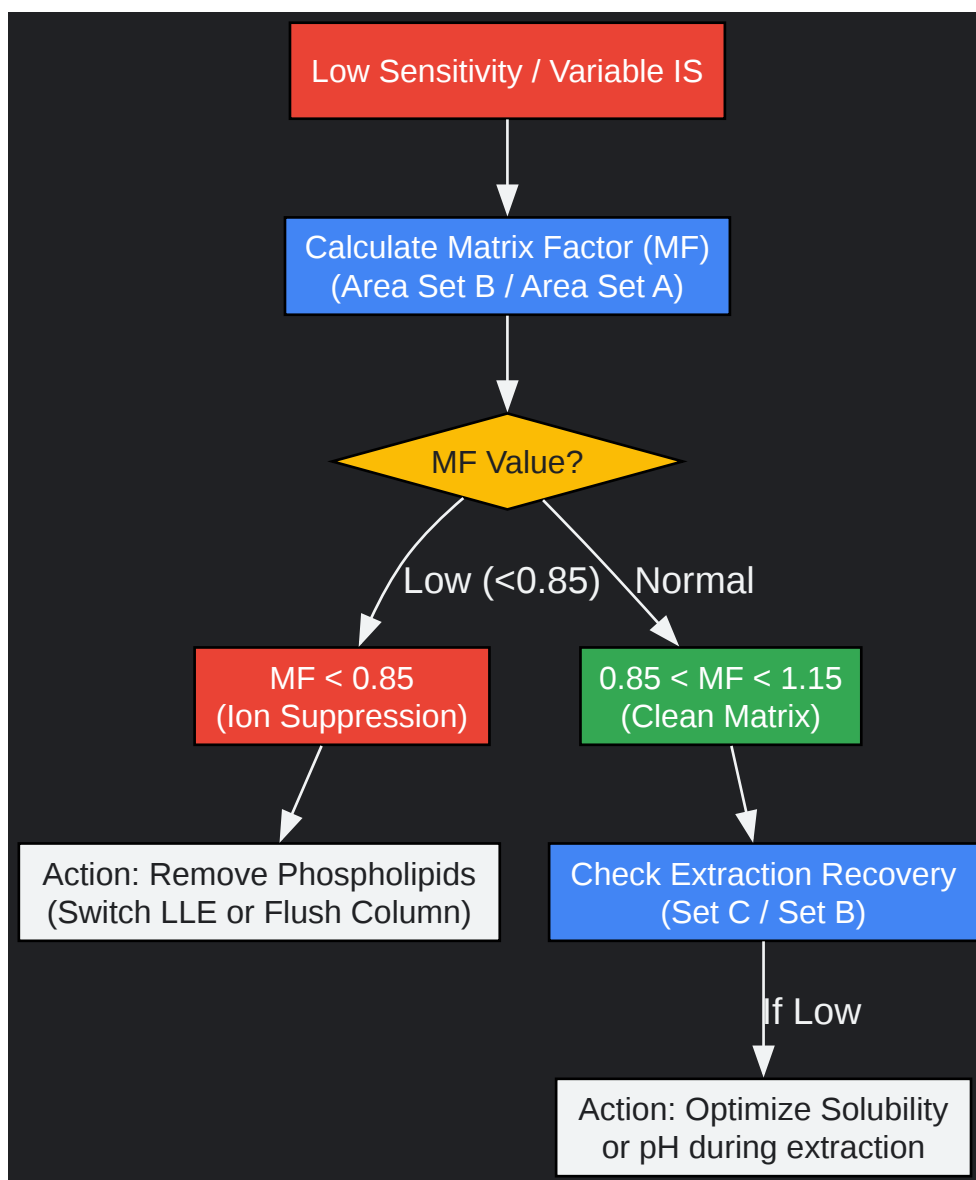 Low Sensitivity / Variable IS
Calculate Matrix Factor (MF)
(Area Set B / Area Set A)
MF Value?
Low (<0.85)
Normal
MF < 0.85
(Ion Suppression)
0.85 < MF < 1.15
(Clean Matrix)
Action: Remove Phospholipids
(Switch LLE or Flush Column)
Check Extraction Recovery
(Set C / Set B)
If Low
Action: Optimize Solubility
or pH during extraction